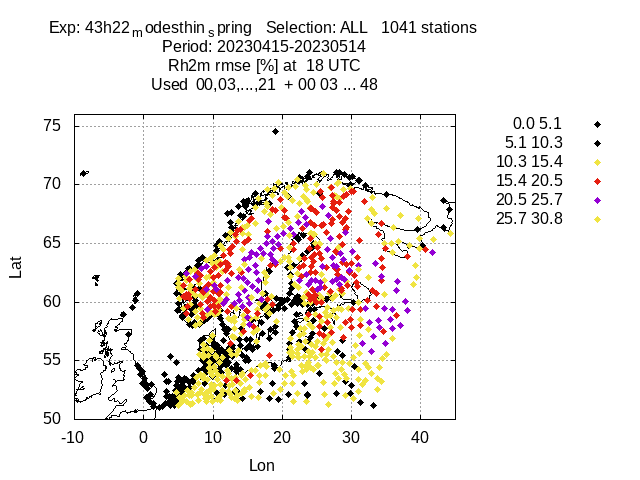 Exp: 43h22modesthinspring   Selection: ALL   1041 stations
Period: 20230415-20230514
Rh2m rmse [%] at  18 UTC
Used  00,03,...,21  + 00 03 ... 48
0.0 5.1
5.1 10.3
10.3 15.4
15.4 20.5
20.5 25.7
25.7 30.8
75
70
65
60
55
50
Lat
-10 0 10 20 30 40
Lon